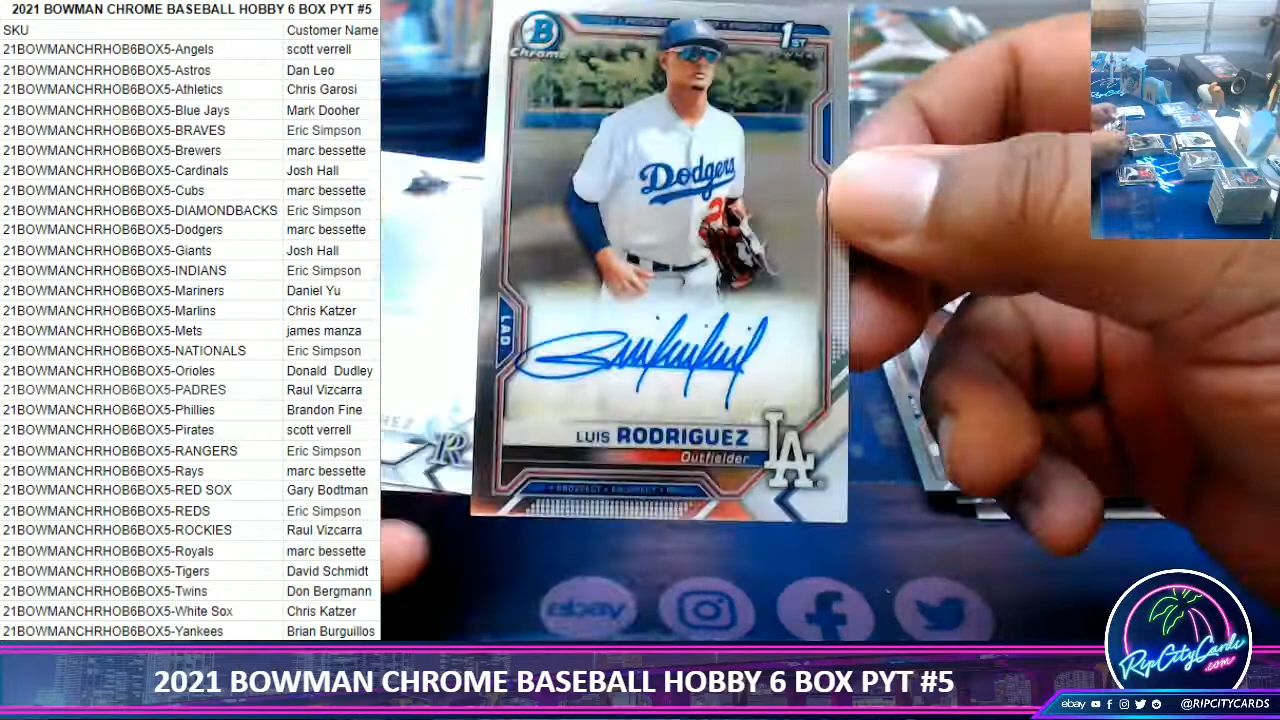 2021 BOWMAN CHROME BASEBALL HOBBY 6 BOX PYT #5
SKU Customer Name
21BOWMANCHRHOB6BOX5-Angels scott verrell
21BOWMANCHRHOB6BOX5-Astros Dan Leo
21BOWMANCHRHOB6BOX5-Athletics Chris Garosi
21BOWMANCHRHOB6BOX5-Blue Jays Mark Dooher
21BOWMANCHRHOB6BOX5-BRAVES Eric Simpson
21BOWMANCHRHOB6BOX5-Brewers marc bessette
21BOWMANCHRHOB6BOX5-Cardinals Josh Hall
21BOWMANCHRHOB6BOX5-Cubs marc bessette
21BOWMANCHRHOB6BOX5-DIAMONDBACKS Eric Simpson
21BOWMANCHRHOB6BOX5-Dodgers marc bessette
21BOWMANCHRHOB6BOX5-Giants Josh Hall
21BOWMANCHRHOB6BOX5-INDIANS Eric Simpson
21BOWMANCHRHOB6BOX5-Mariners Daniel Yu
21BOWMANCHRHOB6BOX5-Marlins Chris Katzer
21BOWMANCHRHOB6BOX5-Mets james manza
21BOWMANCHRHOB6BOX5-NATIONALS Eric Simpson
21BOWMANCHRHOB6BOX5-Orioles Donald Dudley
21BOWMANCHRHOB6BOX5-PADRES Raul Vizcarra
21BOWMANCHRHOB6BOX5-Phillies Brandon Fine
21BOWMANCHRHOB6BOX5-Pirates scott verrell
21BOWMANCHRHOB6BOX5-RANGERS Eric Simpson
21BOWMANCHRHOB6BOX5-Rays marc bessette
21BOWMANCHRHOB6BOX5-RED SOX Gary Bodtman
21BOWMANCHRHOB6BOX5-REDS Eric Simpson
21BOWMANCHRHOB6BOX5-ROCKIES Raul Vizcarra
21BOWMANCHRHOB6BOX5-Royals marc bessette
21BOWMANCHRHOB6BOX5-Tigers David Schmidt
21BOWMANCHRHOB6BOX5-Twins Don Bergmann
21BOWMANCHRHOB6BOX5-White Sox Chris Katzer
21BOWMANCHRHOB6BOX5-Yankees Brian Burguillos
B
Chrome
1ST
Dodgers
LAD
LUIS RODRIGUEZ
Outfielder
LA
PROSPECT
ebay
RipCityCards
.com
2021 BOWMAN CHROME BASEBALL HOBBY 6 BOX PYT #5
ebay @RIPCITYCARDS